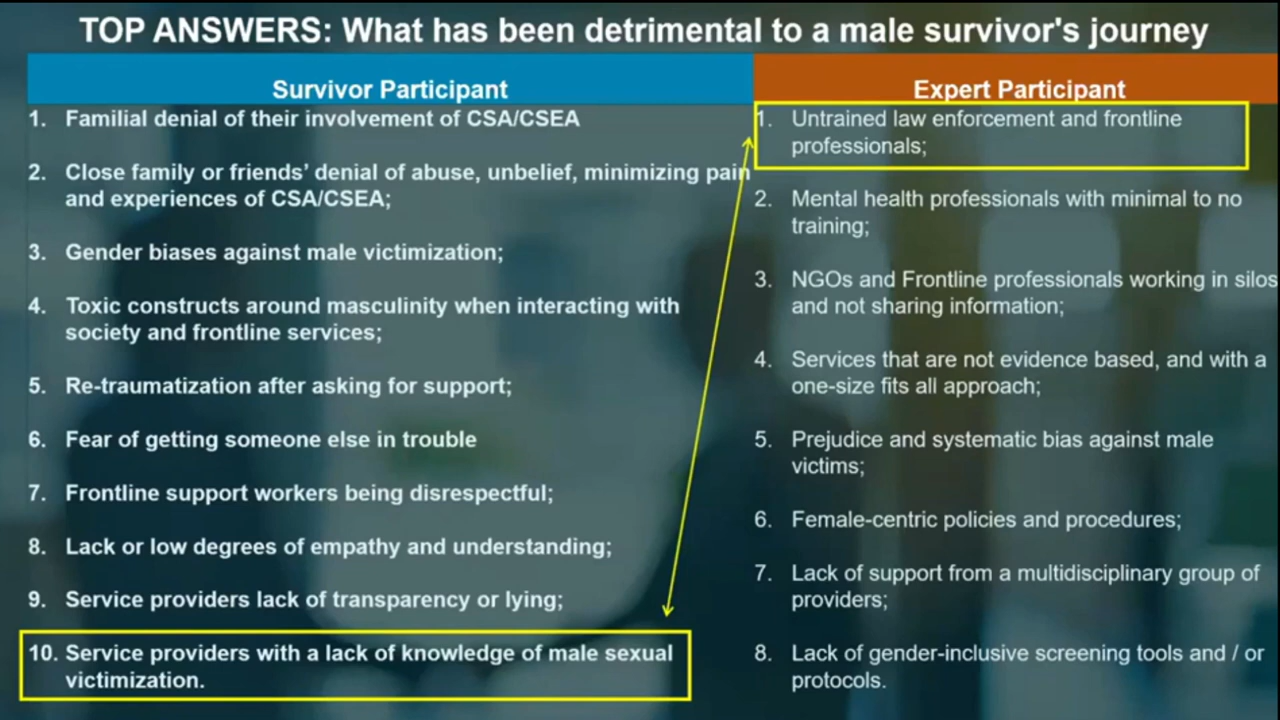 TOP ANSWERS: What has been detrimental to a male survivor's journey
Survivor Participant
1. Familial denial of their involvement of CSA/CSEA
2. Close family or friends’ denial of abuse, unbelief, minimizing pain
and experiences of CSA/CSEA;
3. Gender biases against male victimization;
4. Toxic constructs around masculinity when interacting with
society and frontline services;
5. Re-traumatization after asking for support;
6. Fear of getting someone else in trouble
7. Frontline support workers being disrespectful;
8. Lack or low degrees of empathy and understanding;
9. Service providers lack of transparency or lying;
10. Service providers with a lack of knowledge of male sexual
victimization.
Expert Participant
1. Untrained law enforcement and frontline
professionals;
2. Mental health professionals with minimal to no
training;
3. NGOs and Frontline professionals working in silos
and not sharing information;
4. Services that are not evidence based, and with a
one-size fits all approach;
5. Prejudice and systematic bias against male
victims;
6. Female-centric policies and procedures;
7. Lack of support from a multidisciplinary group of
providers;
8. Lack of gender-inclusive screening tools and / or
protocols.